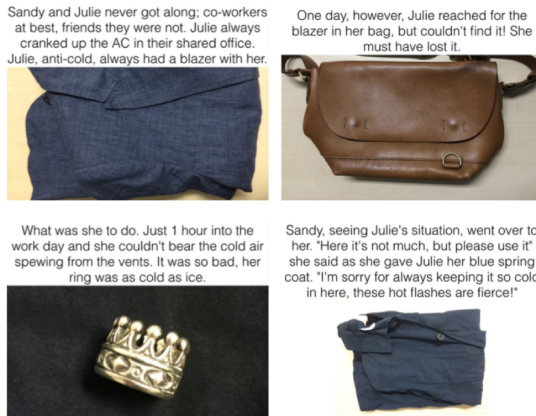 Sandy and Julie never got along; co-workers
at best, friends they were not. Julie always
cranked up the AC in their shared office.
Julie, anti-cold, always had a blazer with her.
One day, however, Julie reached for the
blazer in her bag, but couldn't find it! She
must have lost it.
What was she to do. Just 1 hour into the
work day and she couldn't bear the cold air
spewing from the vents. It was so bad, her
ring was as cold as ice.
Sandy, seeing Julie's situation, went over to
her. "Here it's not much, but please use it"
she said as she gave Julie her blue spring
coat. "I'm sorry for always keeping it so cold
in here, these hot flashes are fierce!"